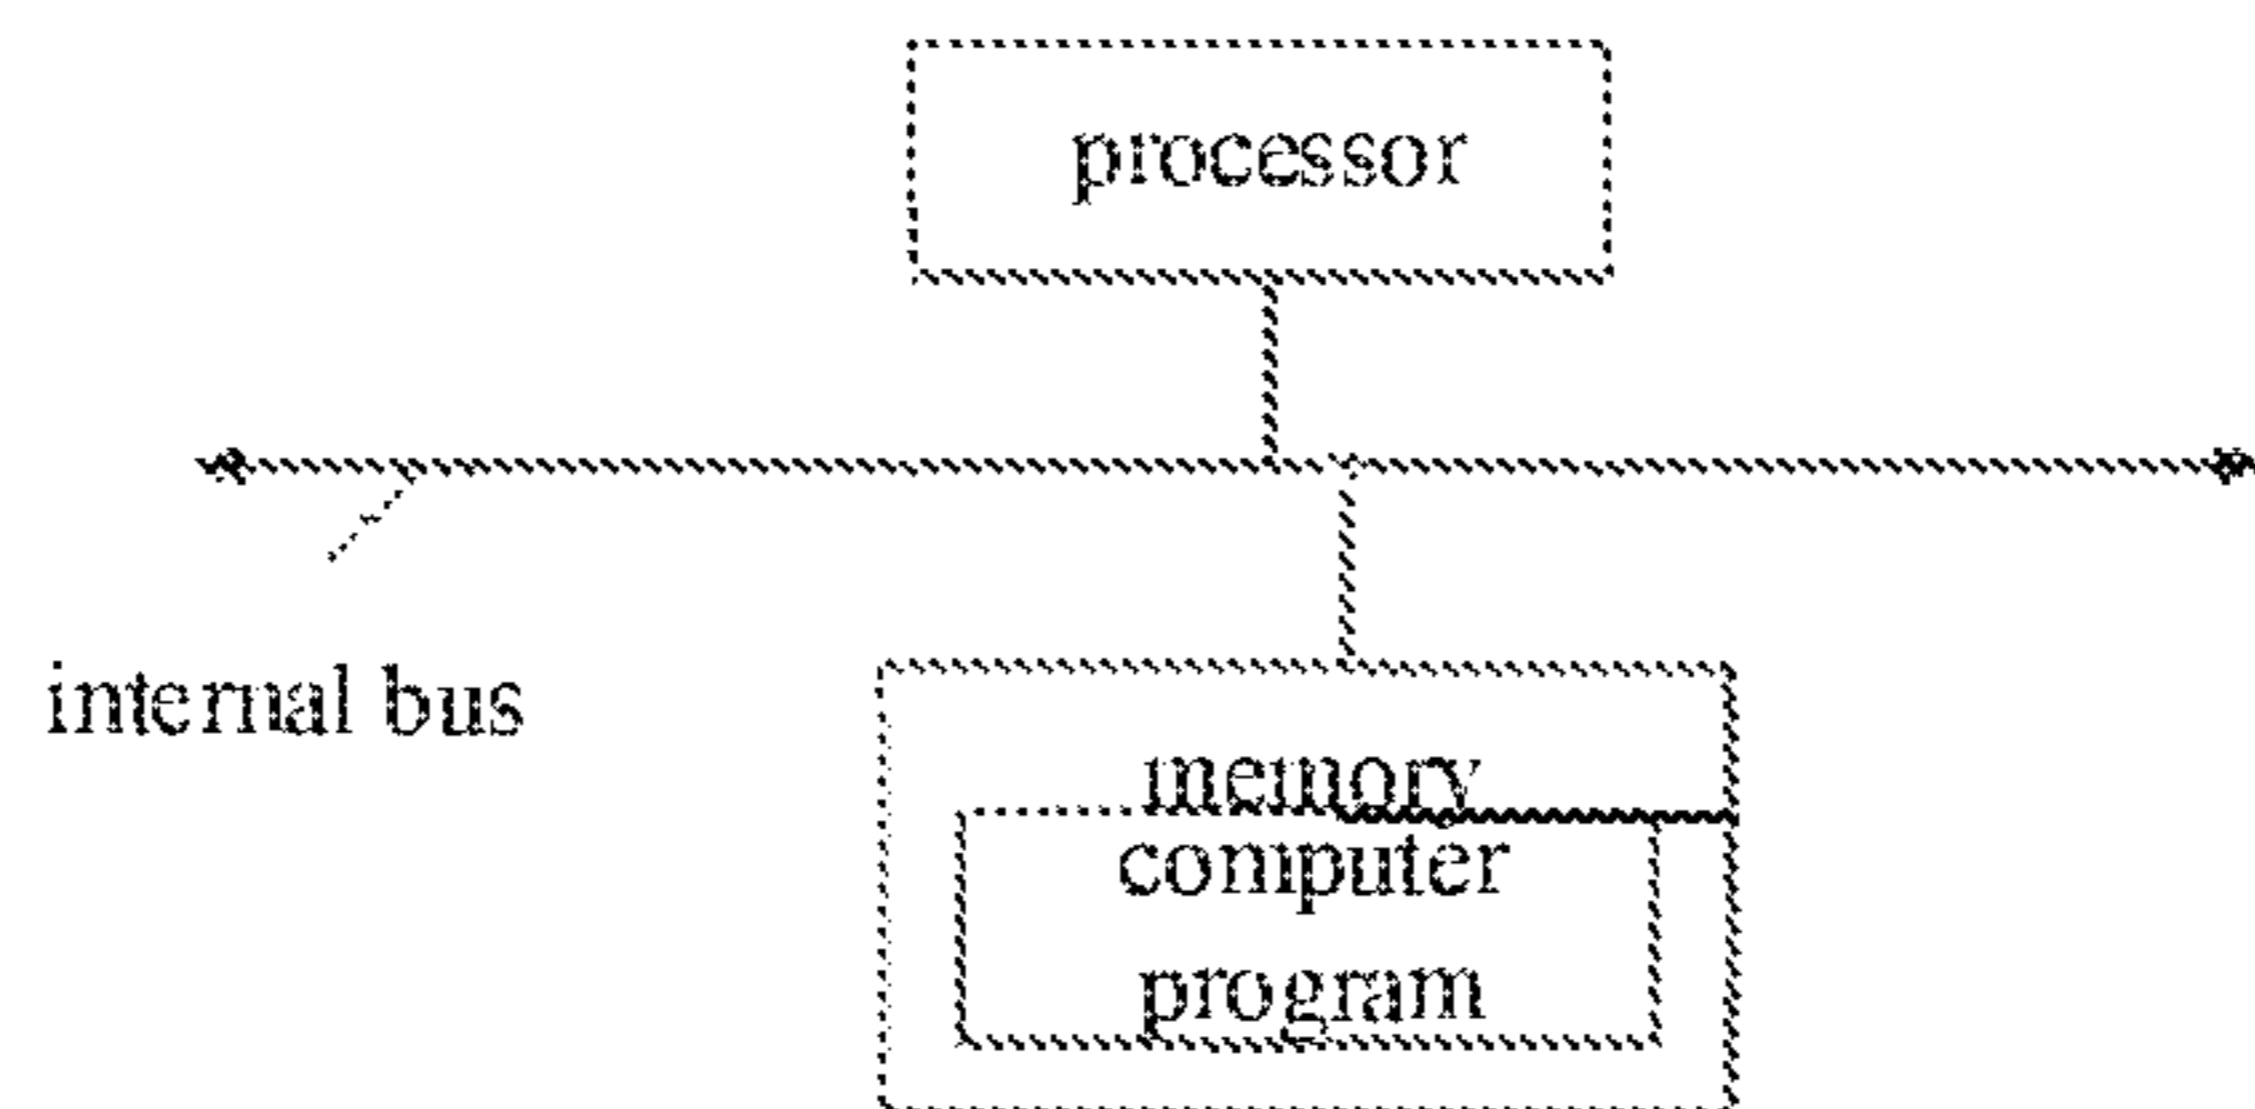 processor
internal bus
memory
computer
program